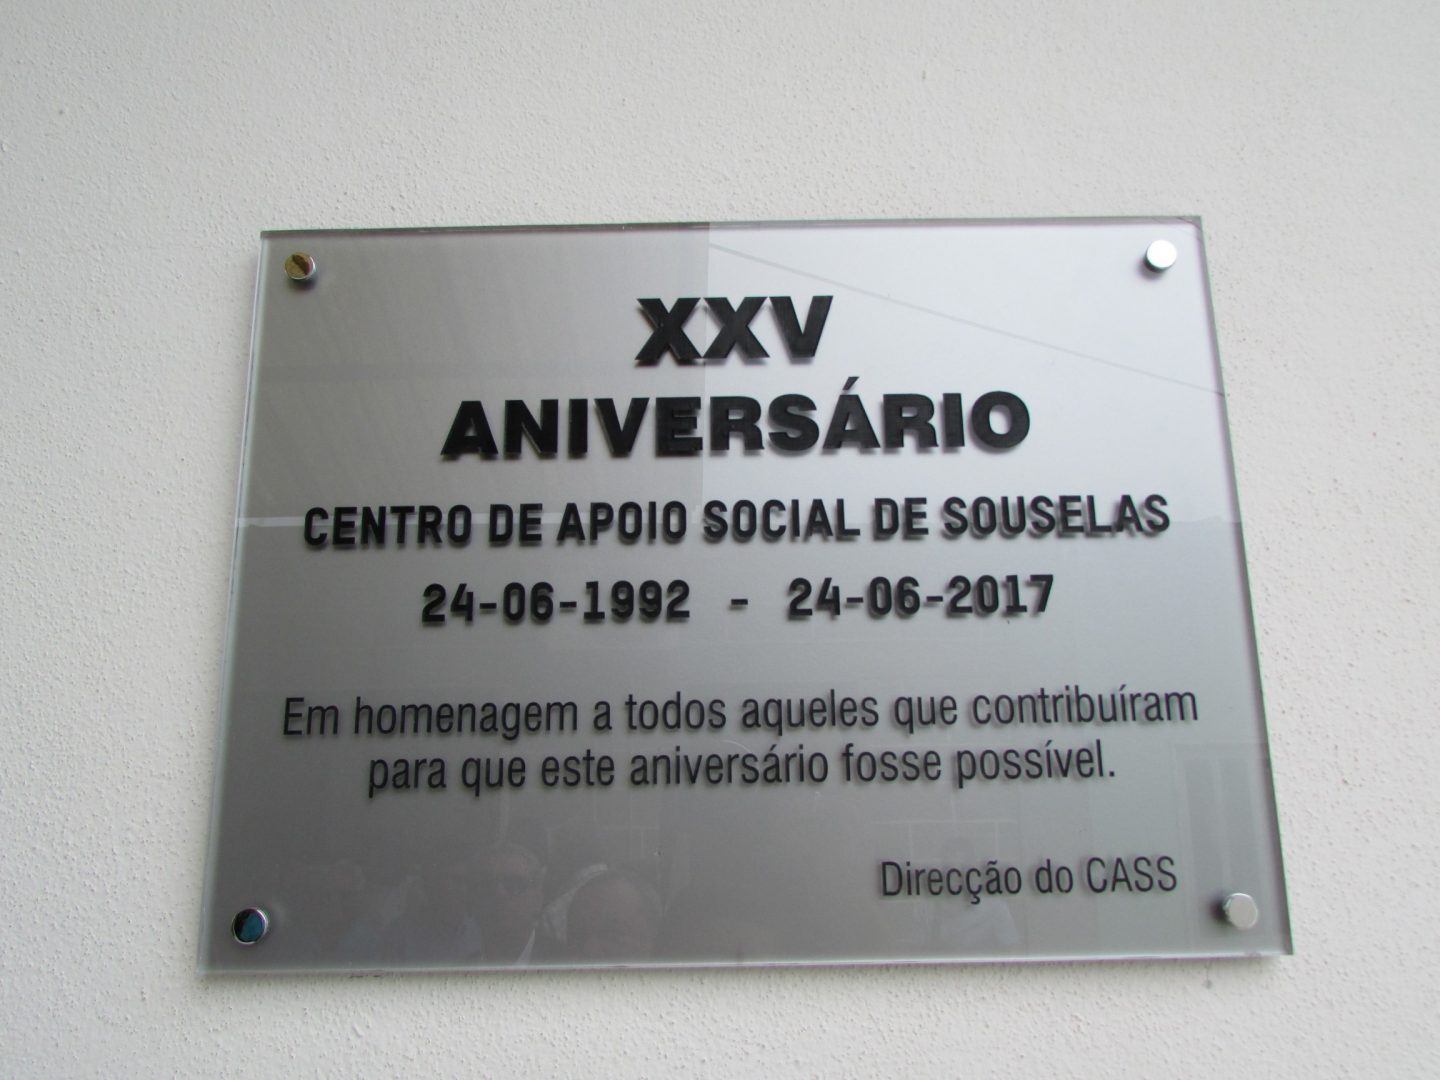 XXV
ANIVERSÁRIO
CENTRO DE APOIO SOCIAL DE SOUSELAS
24-06-1992 - 24-06-2017
Em homenagem a todos aqueles que contribuíram
para que este aniversário fosse possível.
Direcção do CASS